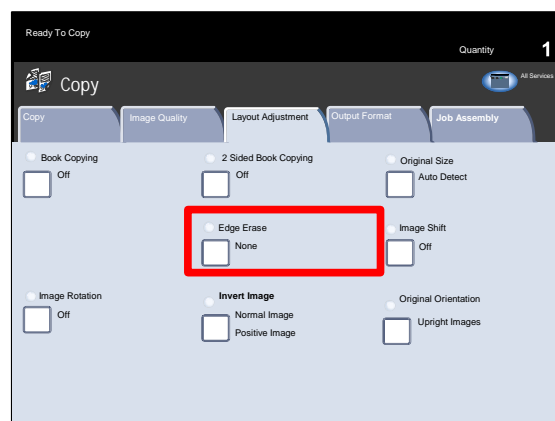 Ready To Copy
Quantity 1
Copy
All Services
Copy
Image Quality
Layout Adjustment
Output Format
Job Assembly
Book Copying
Off
2 Sided Book Copying
Off
Original Size
Auto Detect
Edge Erase
None
Image Shift
Off
Image Rotation
Off
Invert Image
Normal Image
Positive Image
Original Orientation
Upright Images